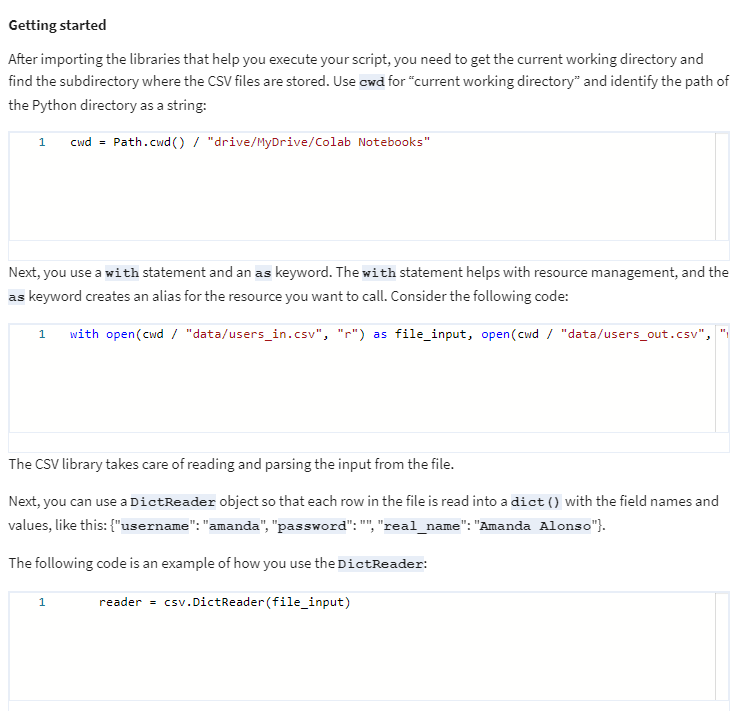 Getting started
After importing the libraries that help you execute your script, you need to get the current working directory and
find the subdirectory where the CSV files are stored. Use cwd for “current working directory” and identify the path of
the Python directory as a string:
1 cwd = Path.cwd() / "drive/MyDrive/Colab Notebooks"
Next, you use a with statement and an as keyword. The with statement helps with resource management, and the
as keyword creates an alias for the resource you want to call. Consider the following code:
1 with open(cwd / "data/users_in.csv", "r") as file_input, open(cwd / "data/users_out.csv", "
The CSV library takes care of reading and parsing the input from the file.
Next, you can use a DictReader object so that each row in the file is read into a dict() with the field names and
values, like this: {"username": "amanda", "password": "", "real_name": "Amanda Alonso"}.
The following code is an example of how you use the DictReader:
1 reader = csv.DictReader(file_input)